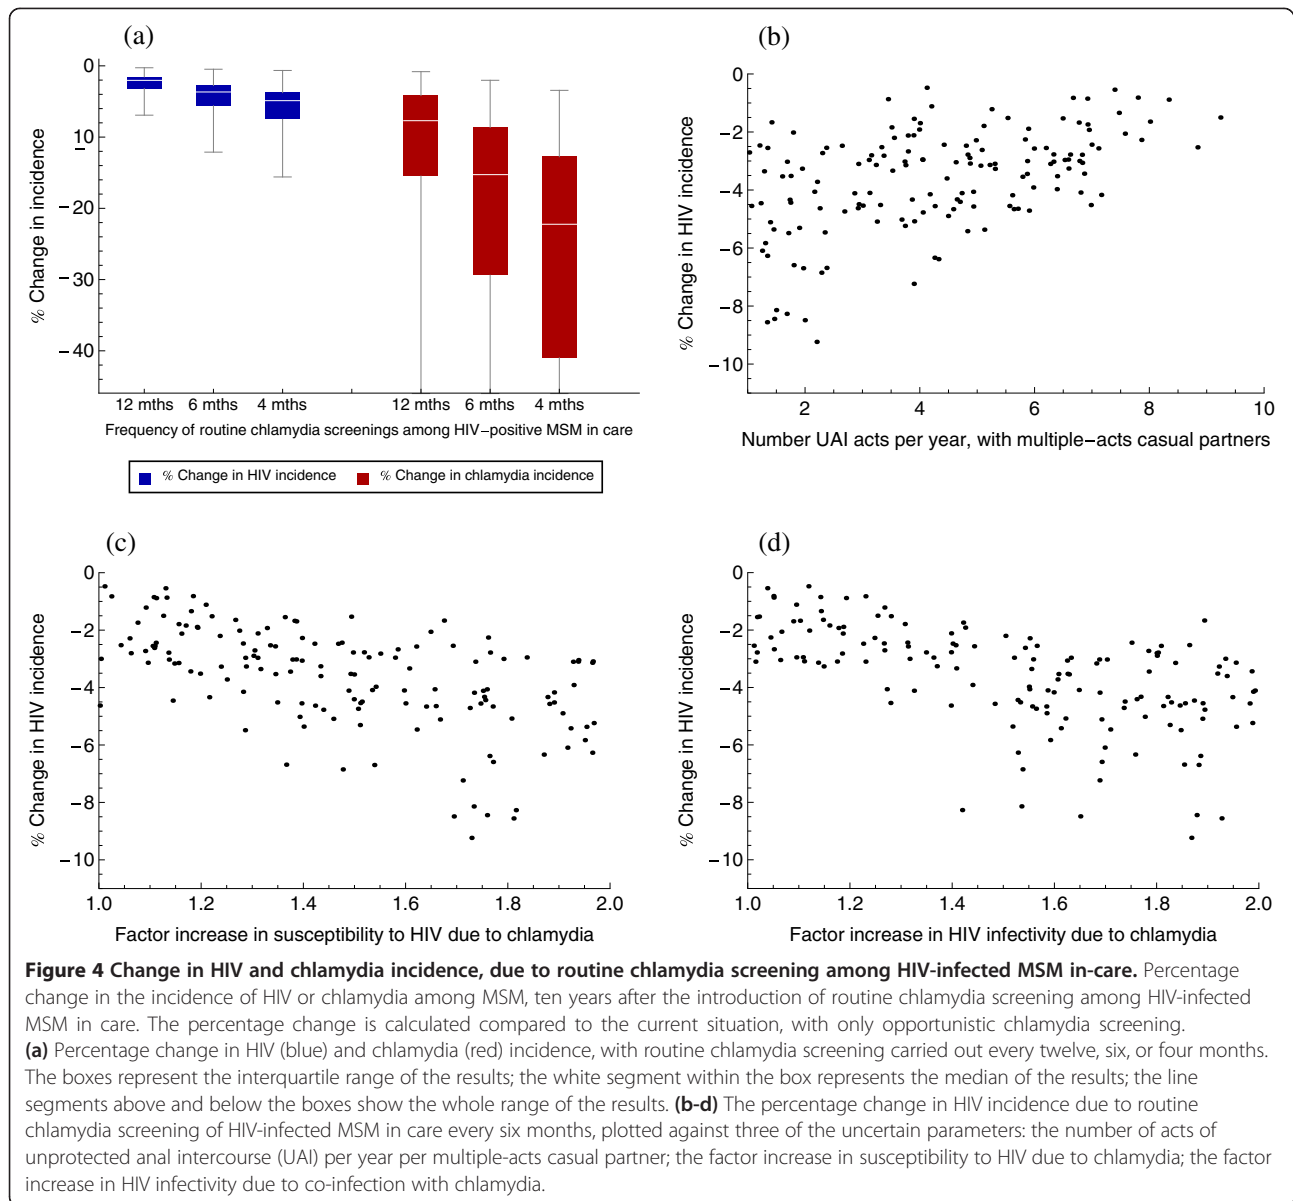 (a)
% Change in incidence
0
10
−20
−30
−40
12 mths 6 mths 4 mths 12 mths 6 mths 4 mths
Frequency of routine chlamydia screenings among HIV−positive MSM in care
% Change in HIV incidence % Change in chlamydia incidence
(b)
% Change in HIV incidence
0
−2
−4
−6
−8
−10
2 4 6 8 10
Number UAI acts per year, with multiple−acts casual partners
(c)
% Change in HIV incidence
0
−2
−4
−6
−8
−10
1.0 1.2 1.4 1.6 1.8 2.0
Factor increase in susceptibility to HIV due to chlamydia
(d)
% Change in HIV incidence
0
−2
−4
−6
−8
−10
1.0 1.2 1.4 1.6 1.8 2.0
Factor increase in HIV infectivity due to chlamydia
Figure 4 Change in HIV and chlamydia incidence, due to routine chlamydia screening among HIV-infected MSM in-care. Percentage
change in the incidence of HIV or chlamydia among MSM, ten years after the introduction of routine chlamydia screening among HIV-infected
MSM in care. The percentage change is calculated compared to the current situation, with only opportunistic chlamydia screening.
(a) Percentage change in HIV (blue) and chlamydia (red) incidence, with routine chlamydia screening carried out every twelve, six, or four months.
The boxes represent the interquartile range of the results; the white segment within the box represents the median of the results; the line
segments above and below the boxes show the whole range of the results. (b-d) The percentage change in HIV incidence due to routine
chlamydia screening of HIV-infected MSM in care every six months, plotted against three of the uncertain parameters: the number of acts of
unprotected anal intercourse (UAI) per year per multiple-acts casual partner; the factor increase in susceptibility to HIV due to chlamydia; the factor
increase in HIV infectivity due to co-infection with chlamydia.